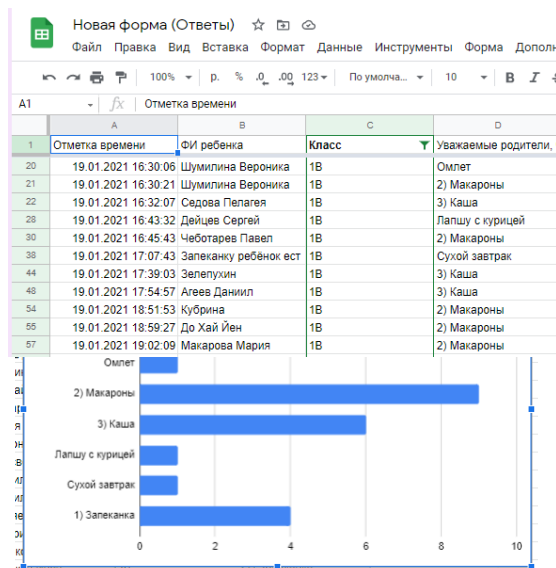 Новая форма (Ответы)
Файл Правка Вид Вставка Формат Данные Инструменты Форма Допол
100% р. % .0 .00 123 По умолча... 10 B I
A1 fx Отметка времени
A B C D
1 Отметка времени ФИ ребенка Класс Уважаемые родители,
20 19.01.2021 16:30:06 Шумилина Вероника 1В Омлет
21 19.01.2021 16:30:21 Шумилина Вероника 1В 2) Макароны
22 19.01.2021 16:32:07 Седова Пелагея 1В 3) Каша
28 19.01.2021 16:43:32 Дейцев Сергей 1В Лапшу с курицей
30 19.01.2021 16:45:43 Чеботарев Павел 1В 2) Макароны
38 19.01.2021 17:07:43 Запеканку ребёнок ест 1В Сухой завтрак
44 19.01.2021 17:39:03 Зелепухин 1В 3) Каша
48 19.01.2021 17:54:57 Агеев Даниил 1В 3) Каша
54 19.01.2021 18:51:53 Кубрина 1В 2) Макароны
55 19.01.2021 18:59:27 До Хай Йен 1В 2) Макароны
57 19.01.2021 19:02:09 Макарова Мария 1В 2) Макароны
Омлет
2) Макароны
3) Каша
Лапшу с курицей
Сухой завтрак
1) Запеканка
0 2 4 6 8 10